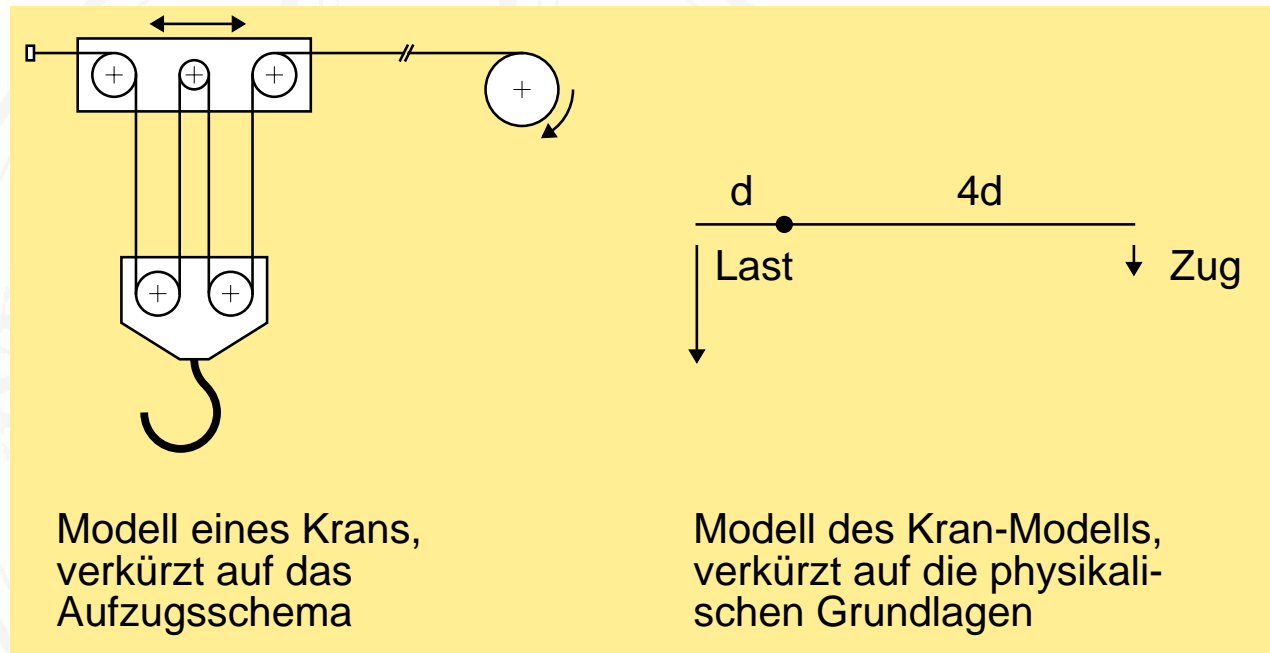 d
4d
Last
Zug
Modell eines Krans,
verkürzt auf das
Aufzugsschema
Modell des Kran-Modells,
verkürzt auf die physikali-
schen Grundlagen